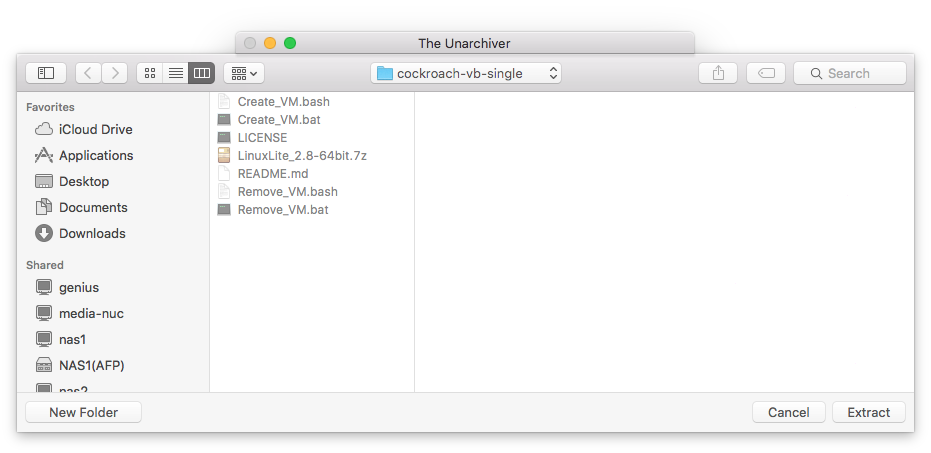 The Unarchiver
cockroach-vb-single
Search
Favorites
iCloud Drive
Applications
Desktop
Documents
Downloads
Shared
genius
media-nuc
nas1
NAS1(AFP)
nas2
Create_VM.bash
Create_VM.bat
LICENSE
LinuxLite_2.8-64bit.7z
README.md
Remove_VM.bash
Remove_VM.bat
New Folder
Cancel
Extract